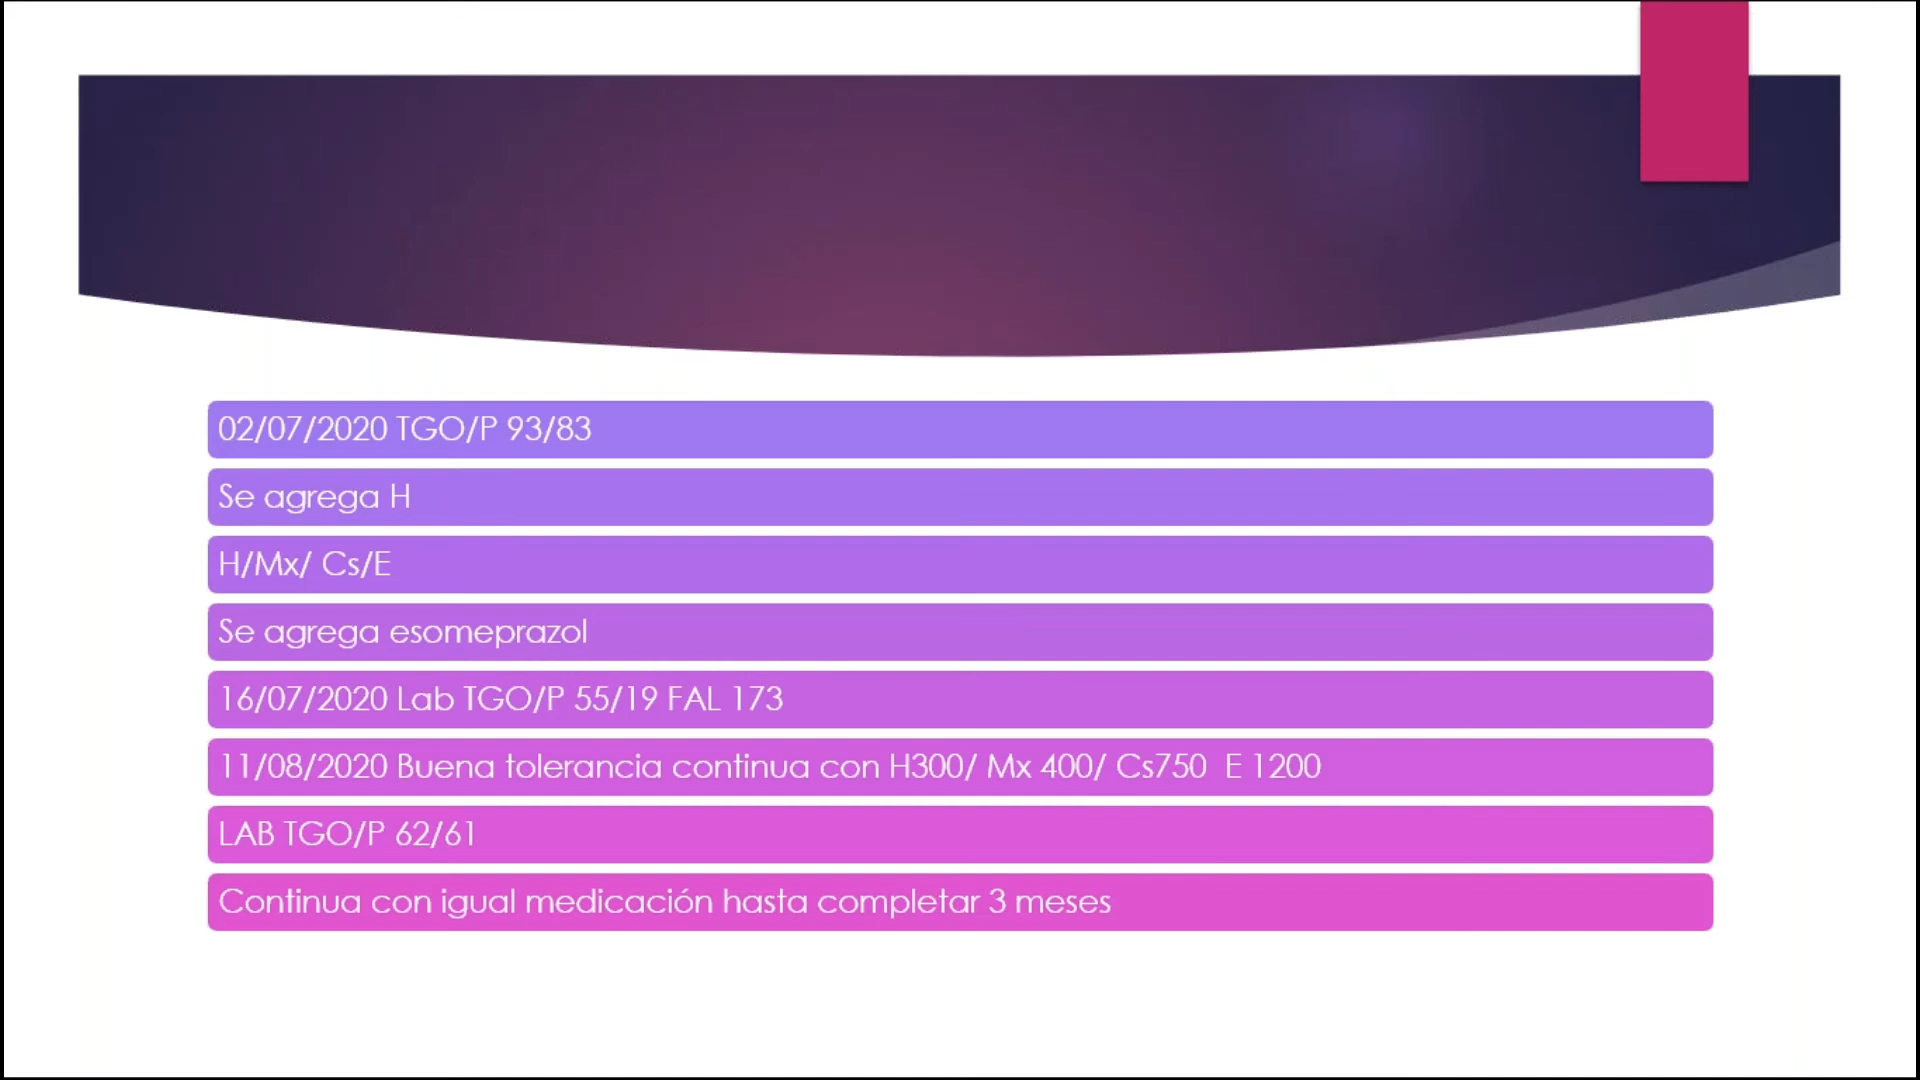 02/07/2020 TGO/P 93/83
Se agrega H
H/Mx/ Cs/E
Se agrega esomeprazol
16/07/2020 Lab TGO/P 55/19 FAL 173
11/08/2020 Buena tolerancia continua con H300/ Mx 400/ Cs750  E 1200
LAB TGO/P 62/61
Continua con igual medicación hasta completar 3 meses